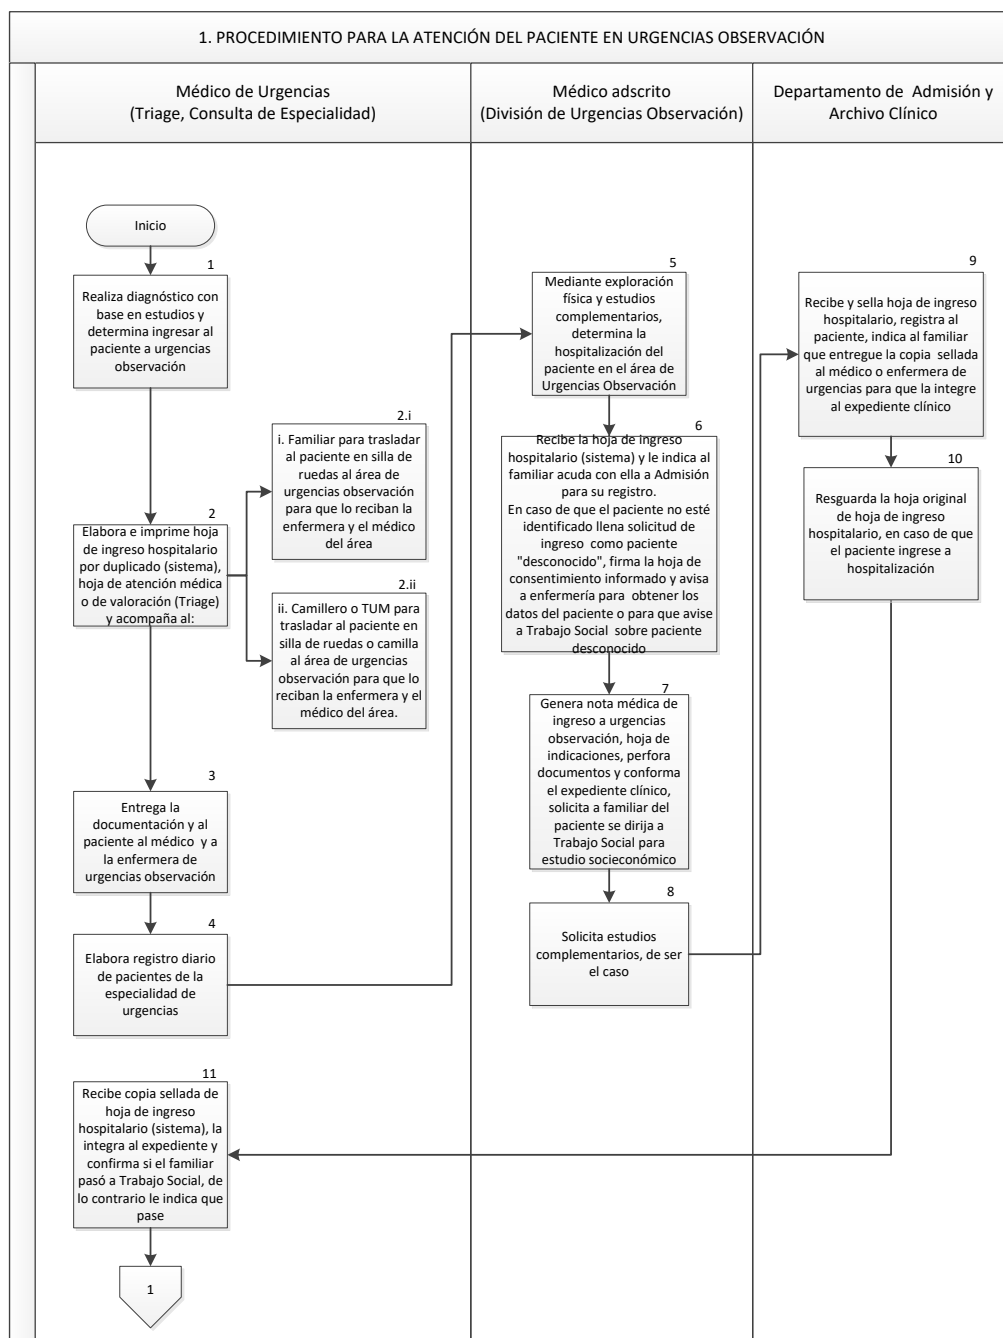 1. PROCEDIMIENTO PARA LA ATENCIÓN DEL PACIENTE EN URGENCIAS OBSERVACIÓN
Médico de Urgencias
(Triage, Consulta de Especialidad)
Médico adscrito
(División de Urgencias Observación)
Departamento de Admisión y
Archivo Clínico
Inicio
1
Realiza diagnóstico con
base en estudios y
determina ingresar al
paciente a urgencias
observación
2
Elabora e imprime hoja
de ingreso hospitalario
por duplicado (sistema),
hoja de atención médica
o de valoración (Triage)
y acompaña al:
2.i
i. Familiar para trasladar
al paciente en silla de
ruedas al área de
urgencias observación
para que lo reciban la
enfermera y el médico
del área
2.ii
ii. Camillero o TUM para
trasladar al paciente en
silla de ruedas o camilla
al área de urgencias
observación para que lo
reciban la enfermera y el
médico del área.
3
Entrega la
documentación y al
paciente al médico y a
la enfermera de
urgencias observación
4
Elabora registro diario
de pacientes de la
especialidad de
urgencias
5
Mediante exploración
física y estudios
complementarios,
determina la
hospitalización del
paciente en el área de
Urgencias Observación
6
Recibe la hoja de ingreso
hospitalario (sistema) y le indica al
familiar acuda con ella a Admisión
para su registro.
En caso de que el paciente no esté
identificado llena solicitud de
ingreso como paciente
"desconocido", firma la hoja de
consentimiento informado y avisa
a enfermería para obtener los
datos del paciente o para que avise
a Trabajo Social sobre paciente
desconocido
7
Genera nota médica de
ingreso a urgencias
observación, hoja de
indicaciones, perfora
documentos y conforma
el expediente clínico,
solicita a familiar del
paciente se dirija a
Trabajo Social para
estudio socieconómico
8
Solicita estudios
complementarios, de ser
el caso
9
Recibe y sella hoja de ingreso
hospitalario, registra al
paciente, indica al familiar
que entregue la copia sellada
al médico o enfermera de
urgencias para que la integre
al expediente clínico
10
Resguarda la hoja original
de hoja de ingreso
hospitalario, en caso de que
el paciente ingrese a
hospitalización
11
Recibe copia sellada de
hoja de ingreso
hospitalario (sistema), la
integra al expediente y
confirma si el familiar
pasó a Trabajo Social, de
lo contrario le indica que
pase
1